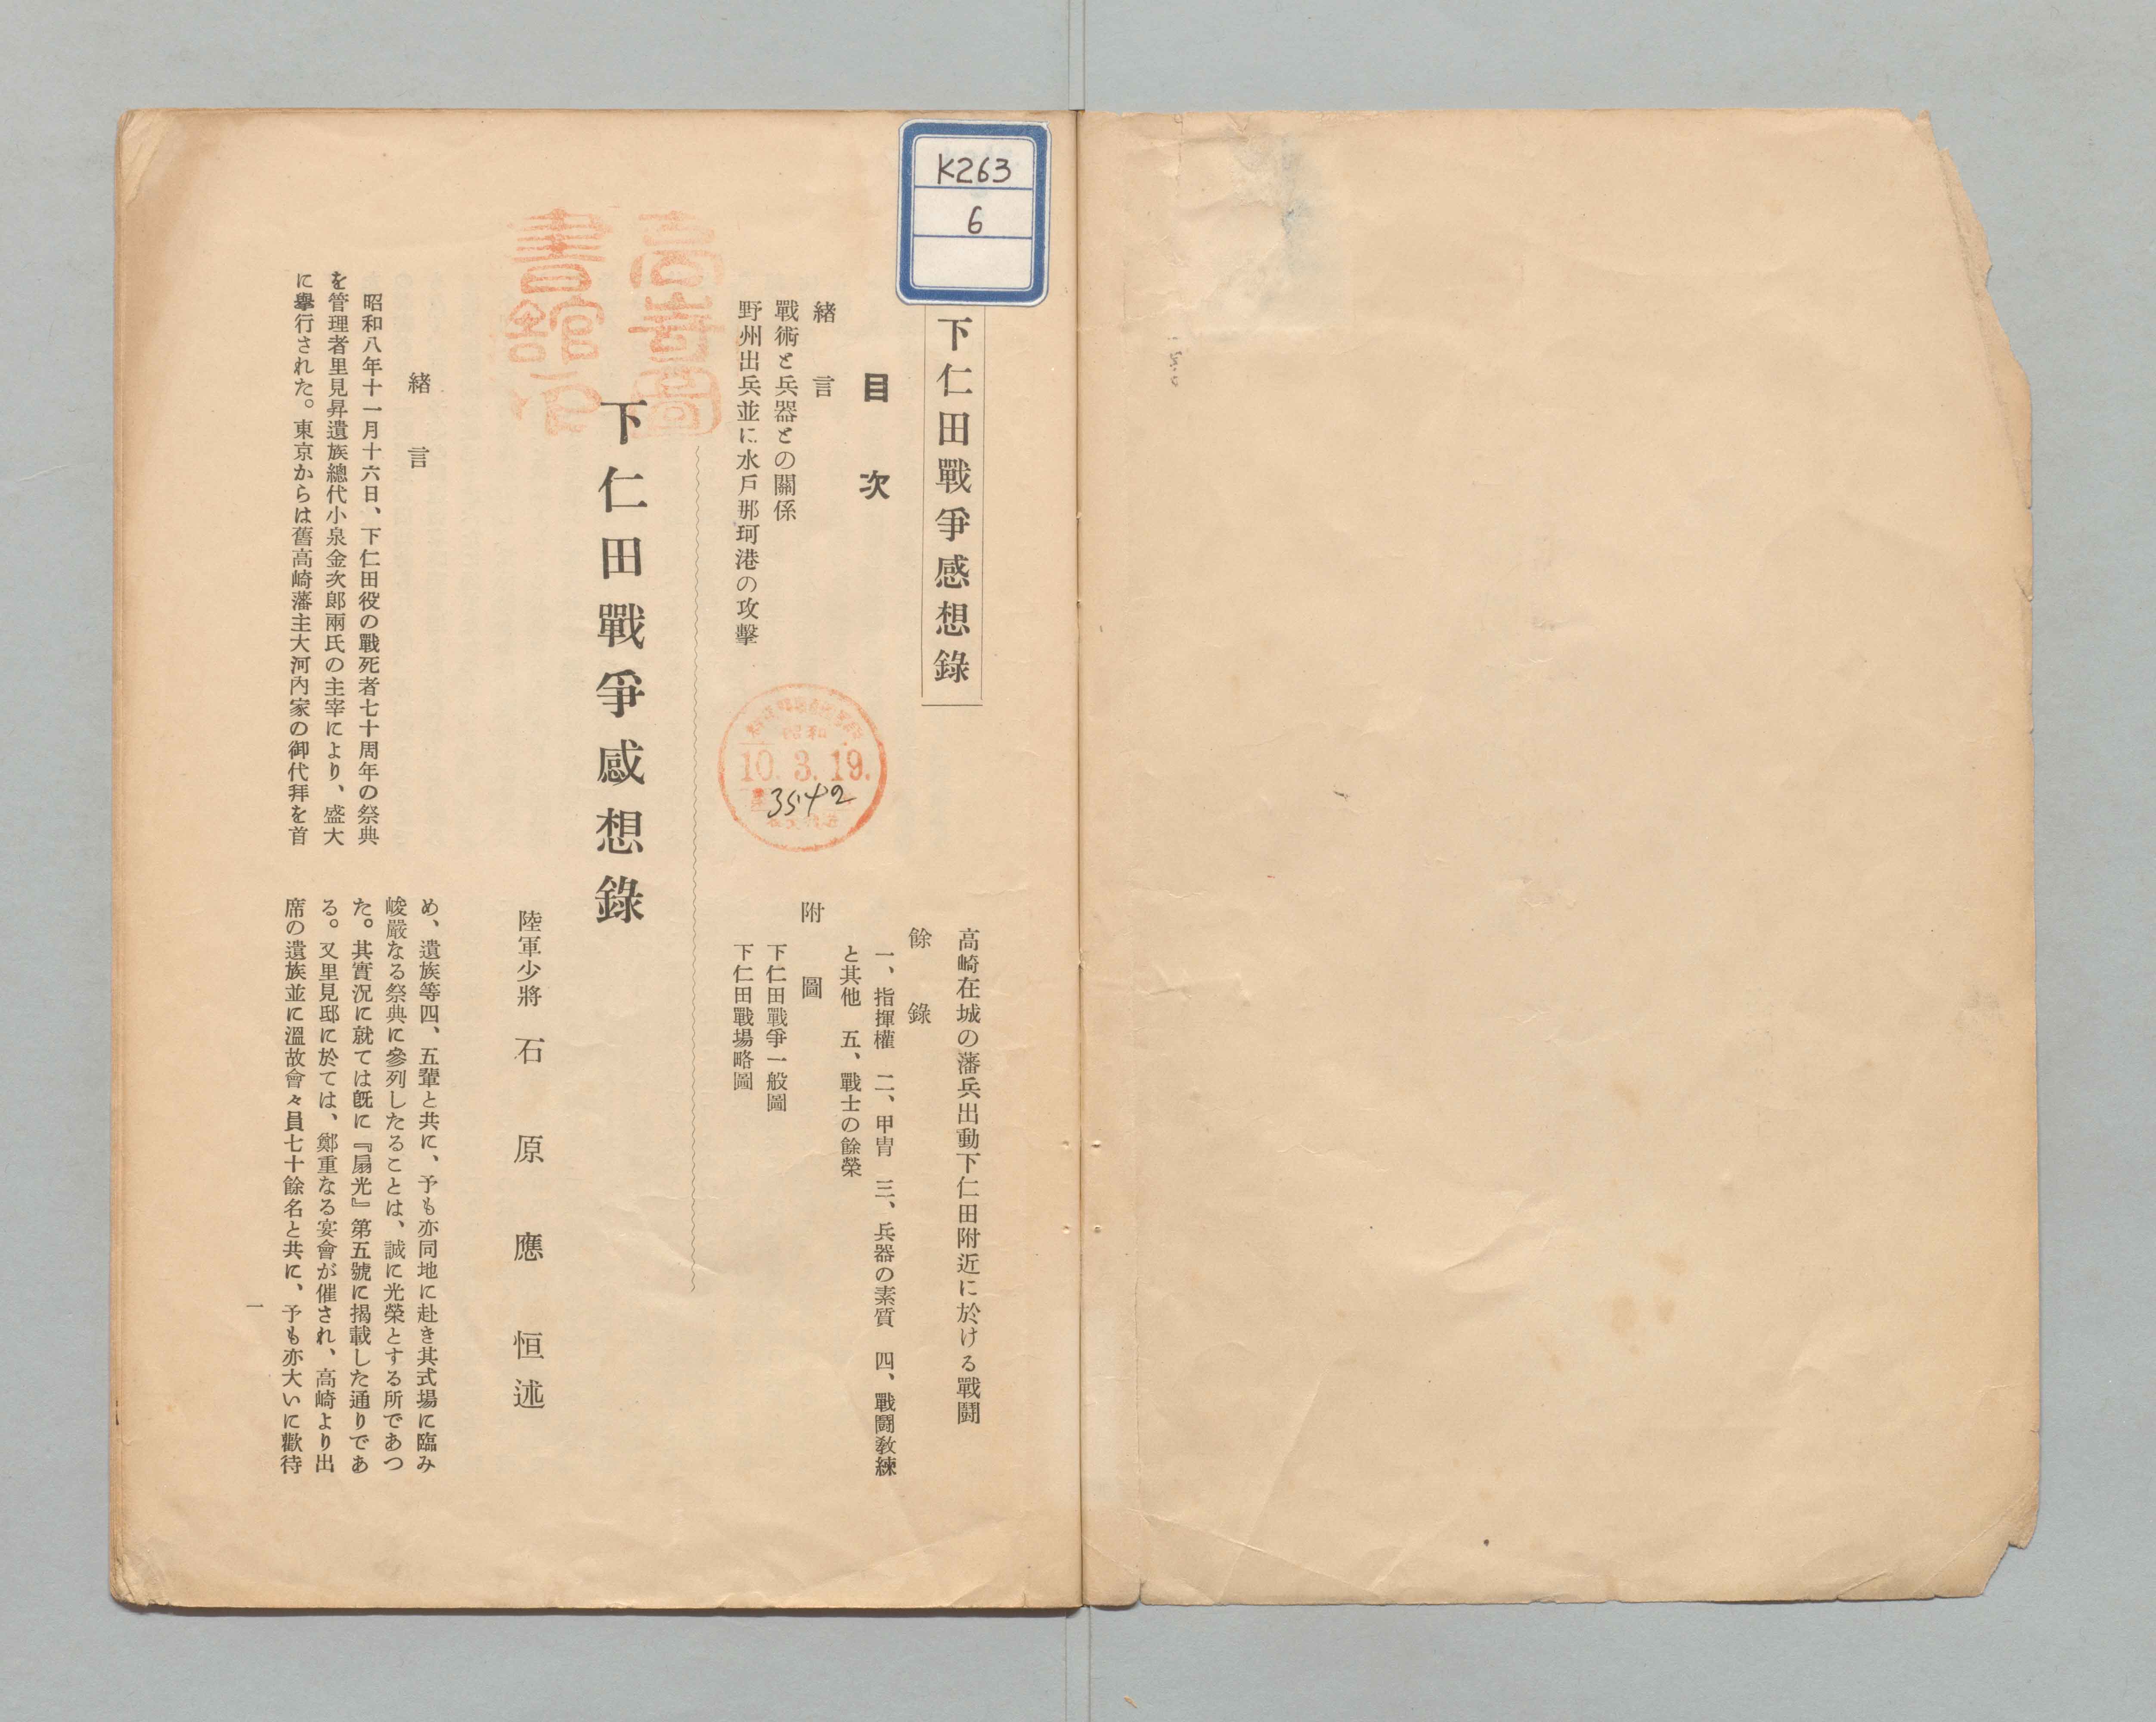 K263
6
下仁田戰爭感想錄
目次
緒言
戰術と兵器との關係
野州出兵並に水戶那珂港の攻擊
高崎在城の藩兵出動下仁田附近に於ける戰鬪
餘錄
一、指揮權 二、甲冑 三、兵器の素質 四、戰鬪敎練
と其他 五、戰士の餘榮
附圖
下仁田戰爭一般圖
下仁田戰場略圖
昭和
10.3.19.
3542
高崎圖
書館印
下仁田戰爭感想錄
陸軍少將 石原應恒述
緒言
昭和八年十一月十六日、下仁田役の戰死者七十周年の祭典
を管理者里見昇遺族總代小泉金次郞兩氏の主宰により、盛大
に擧行された。東京からは舊高崎藩主大河內家の御代拜を首
め、遺族等四、五輩と共に、予も亦同地に赴き其式場に臨み
峻嚴なる祭典に參列したることは、誠に光榮とする所であつ
た。其實況に就ては旣に『扇光』第五號に揭載した通りであ
る。又里見邸に於ては、鄭重なる宴會が催され、高崎より出
席の遺族並に溫故會々員七十餘名と共に、予も亦大いに歡待
一